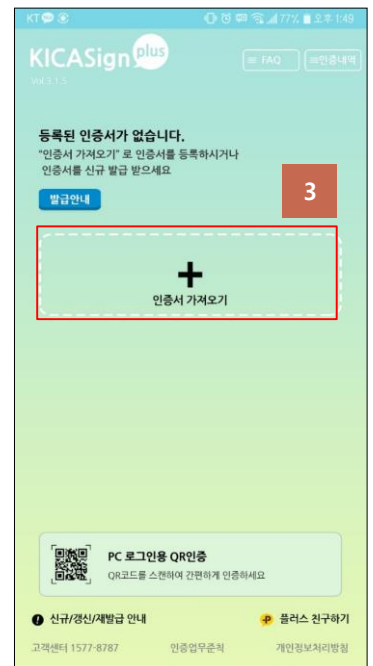 KT 77% 오후 1:49
KICASign plus
Vol.3.1.5
≡ FAQ ≡인증내역
등록된 인증서가 없습니다.
"인증서 가져오기" 로 인증서를 등록하시거나
인증서를 신규 발급 받으세요
발급안내
3
+
인증서 가져오기
PC 로그인용 QR인증
QR코드를 스캔하여 간편하게 인증하세요
신규/갱신/재발급 안내 플러스 친구하기
고객센터 1577-8787 인증업무준칙 개인정보처리방침